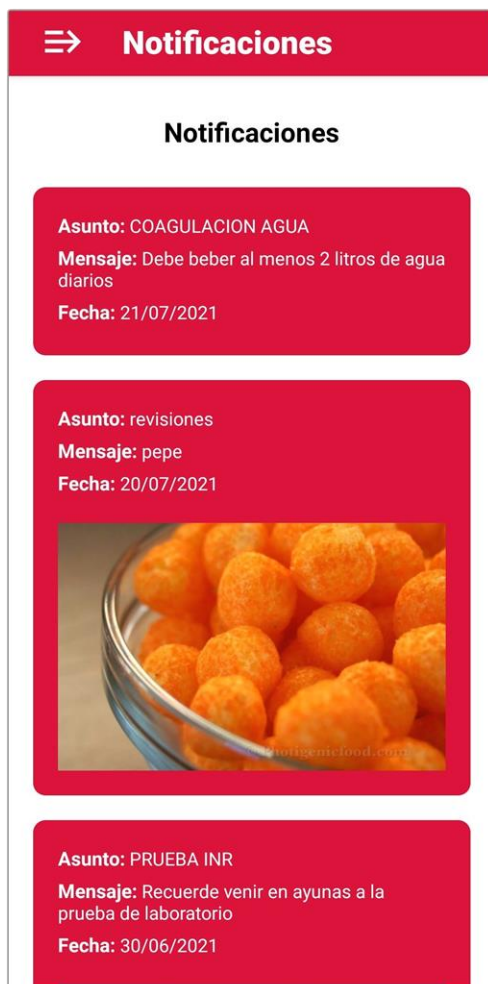 Notificaciones
Notificaciones
Asunto: COAGULACION AGUA
Mensaje: Debe beber al menos 2 litros de agua
diarios
Fecha: 21/07/2021
Asunto: revisiones
Mensaje: pepe
Fecha: 20/07/2021
photigenicfood.com
Asunto: PRUEBA INR
Mensaje: Recuerde venir en ayunas a la
prueba de laboratorio
Fecha: 30/06/2021